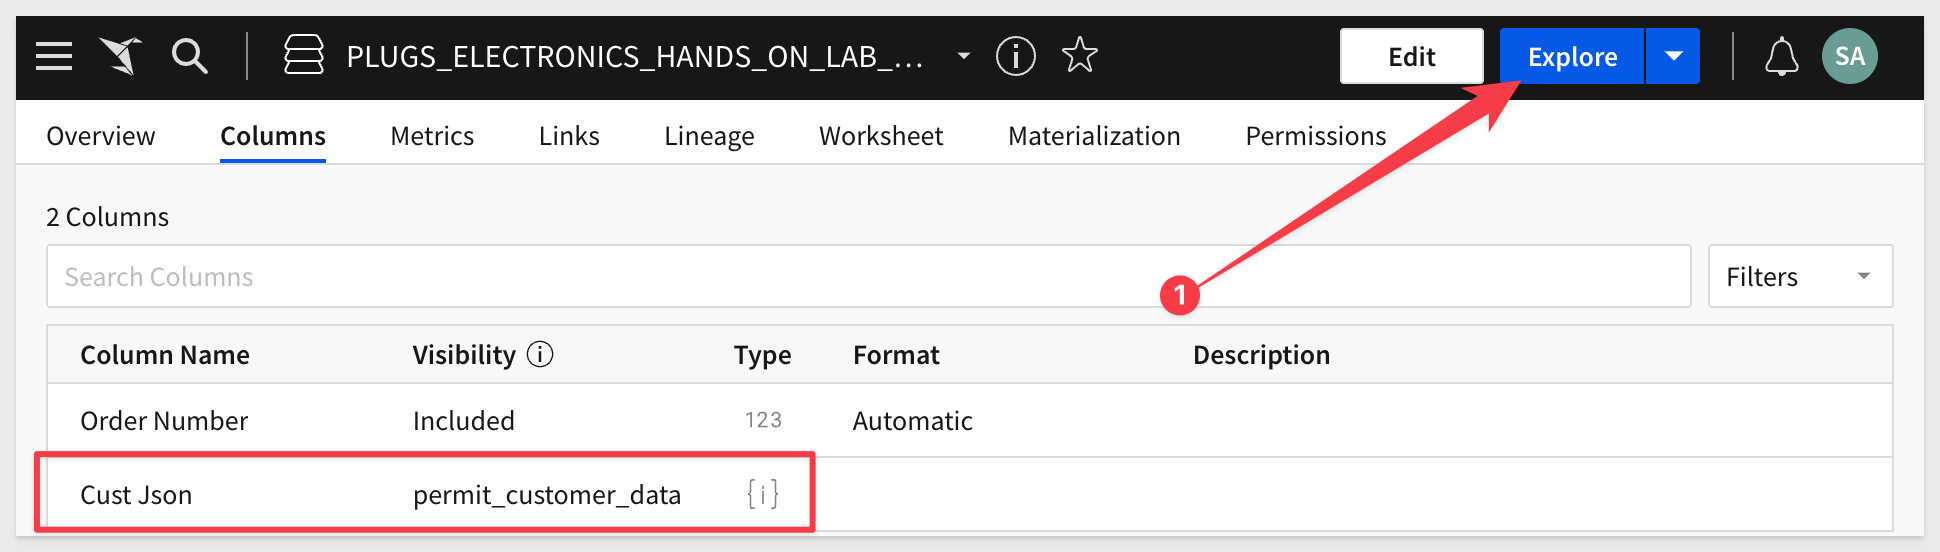 PLUGS_ELECTRONICS_HANDS_ON_LAB_... Edit Explore SA
Overview Columns Metrics Links Lineage Worksheet Materialization Permissions
2 Columns
Search Columns Filters
1
Column Name Visibility Type Format Description
Order Number Included 123 Automatic
Cust Json permit_customer_data {i}